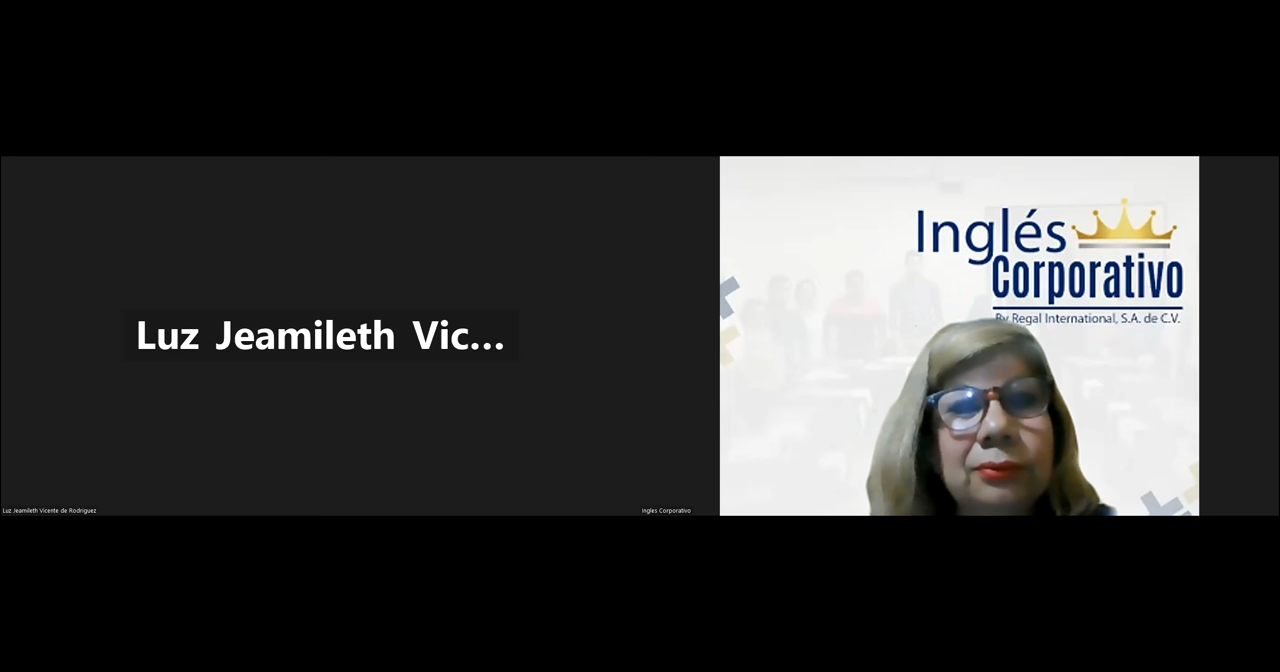 Luz Jeamileth Vic...
Luz Jeamileth Vicente de Rodriguez
Inglés
Corporativo
By Regal International, S.A. de C.V.
Ingles Corporativo